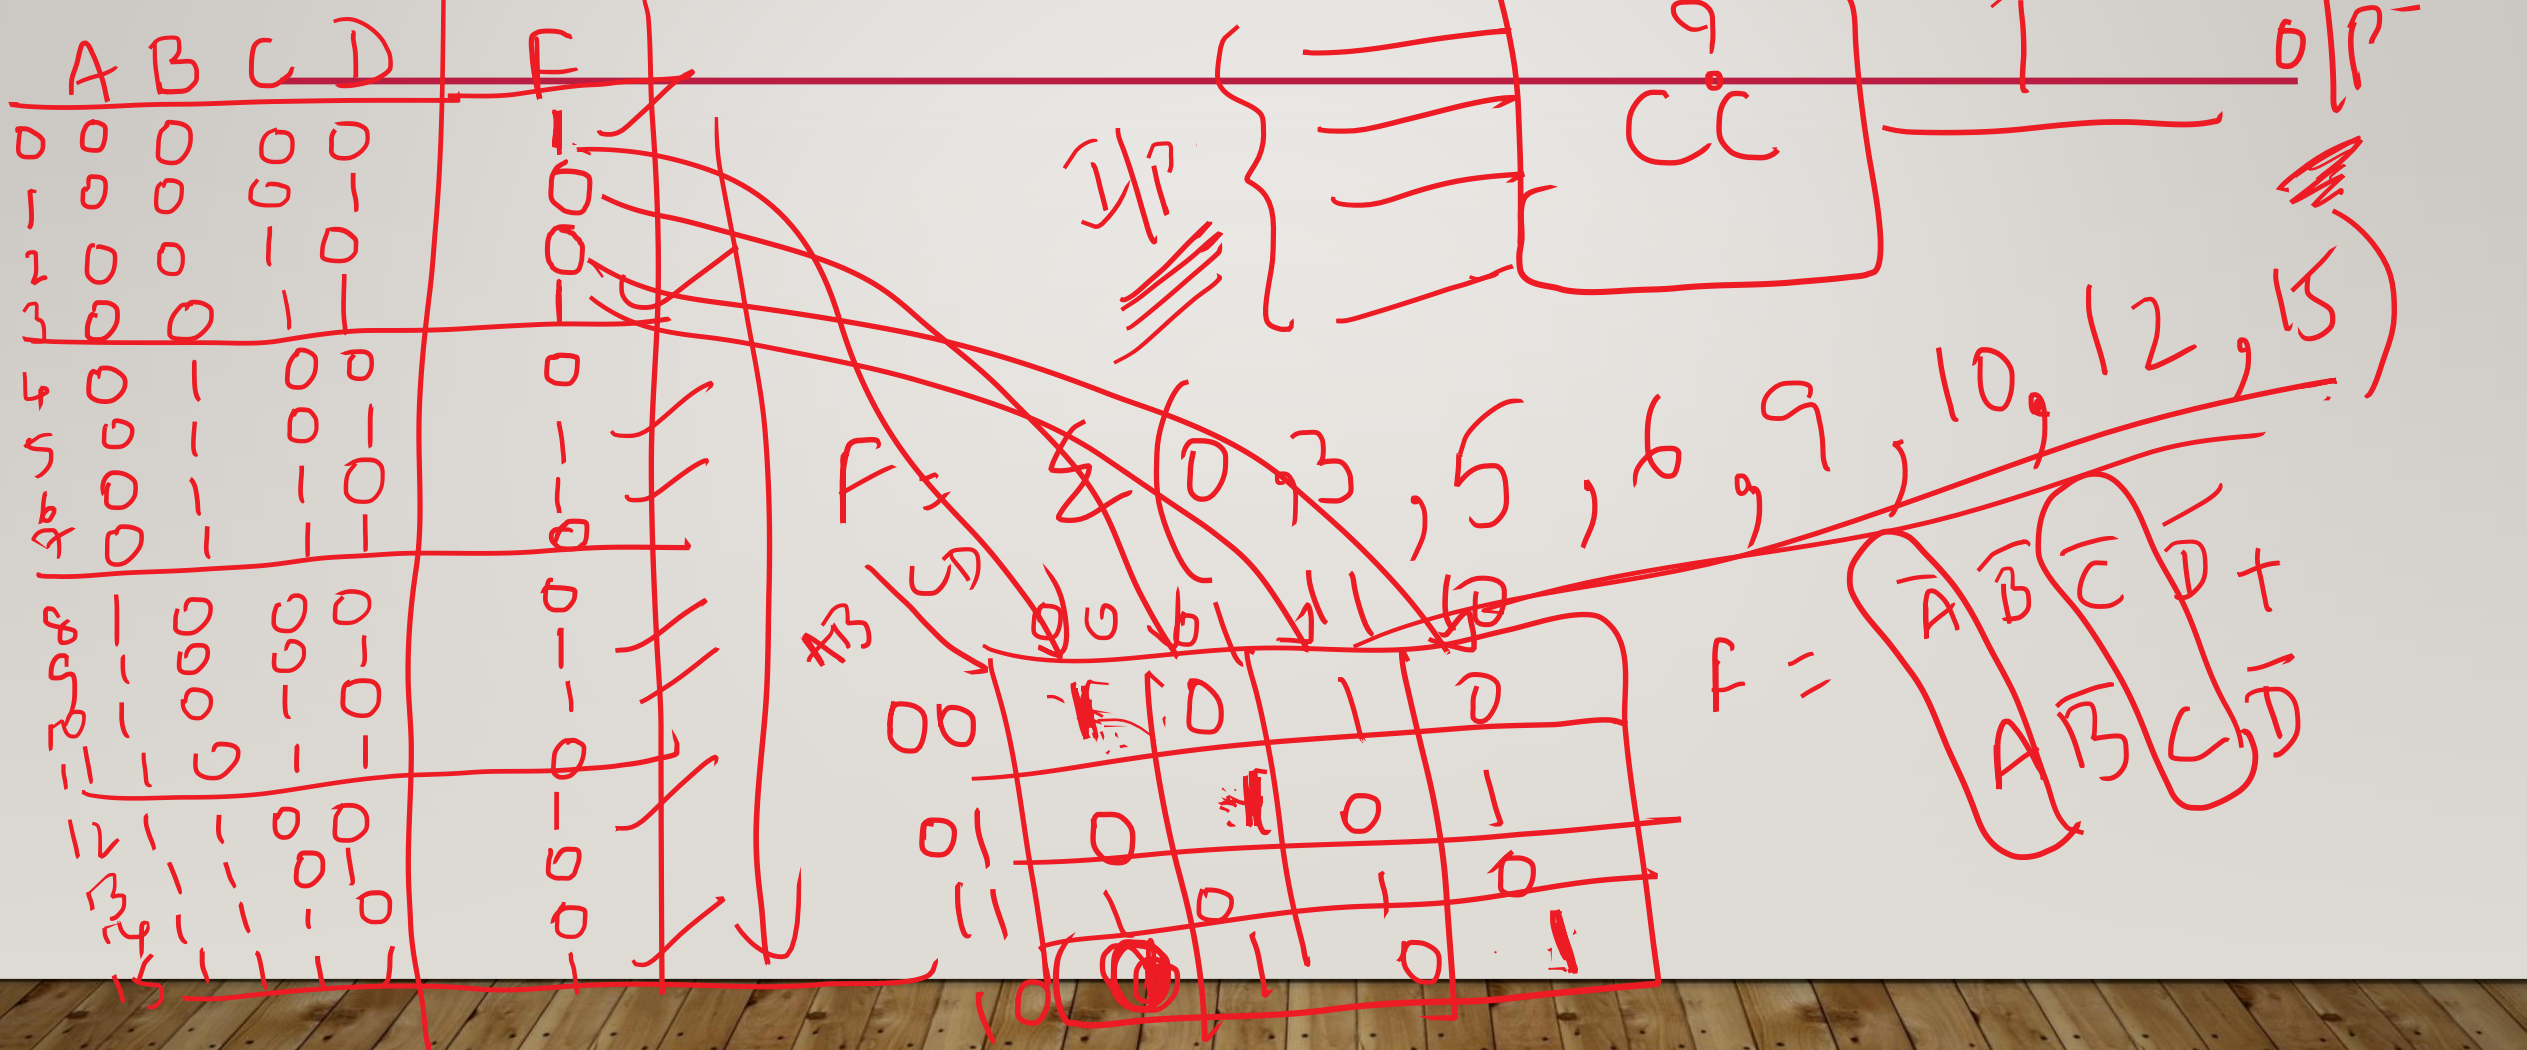 A B C D F
0 0 0 0 0 1
1 0 0 0 1 0
2 0 0 1 0 0
3 0 0 1 1 1
4 0 1 0 0 0
5 0 1 0 1 1
6 0 1 1 0 1
7 0 1 1 1 0
8 1 0 0 0 0
9 1 0 0 1 1
10 1 0 1 0 1
11 1 0 1 1 0
12 1 1 0 0 1
13 1 1 0 1 0
14 1 1 1 0 0
15 1 1 1 1 1
I/P
CC
O/P
F = Σ (0, 3, 5, 6, 9, 10, 12, 15)
CD
AB
00 01 11 10
00 1 0 1 0
01 0 1 0 1
11 1 0 1 0
10 0 1 0 1
F = A̅ B̅ C̅ D̅ +
A B̅ C D̅